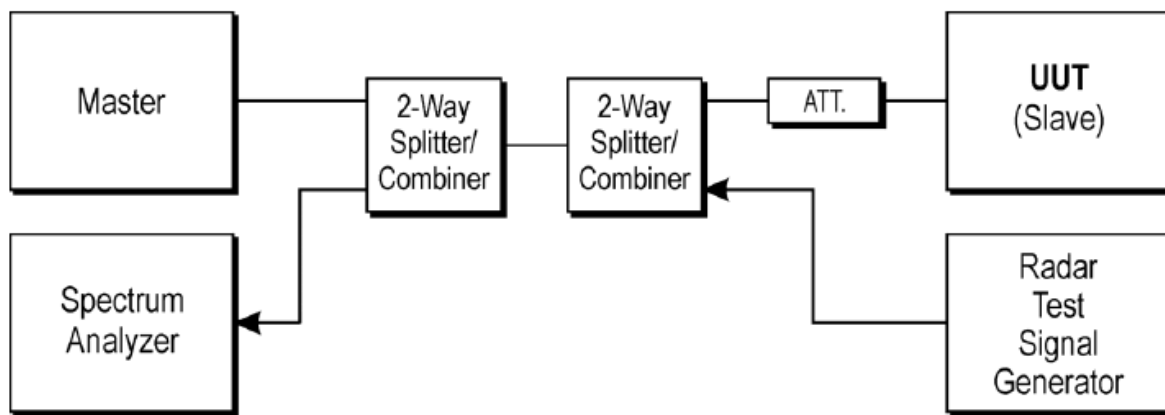 Master
2-Way
Splitter/
Combiner
2-Way
Splitter/
Combiner
ATT.
UUT
(Slave)
Spectrum
Analyzer
Radar
Test
Signal
Generator